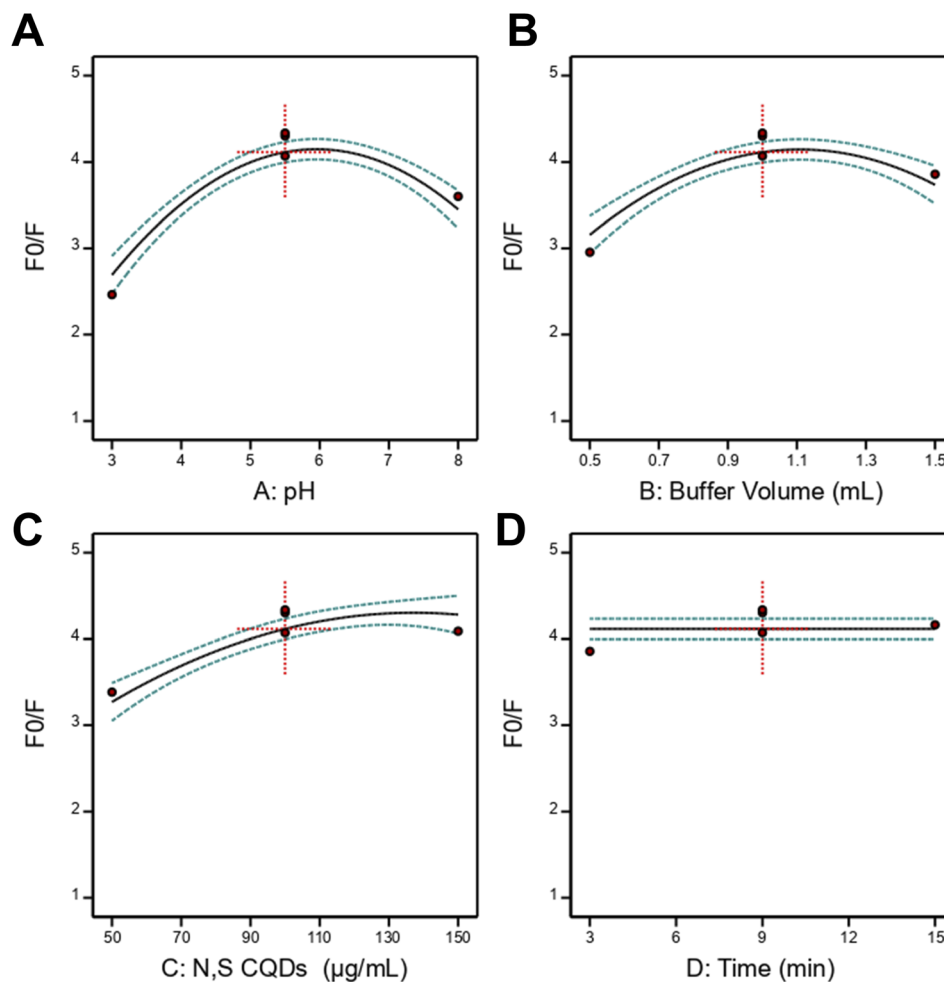 A
5
4
3
2
1
F0/F
3 4 5 6 7 8
A: pH
B
5
4
3
2
1
F0/F
0.5 0.7 0.9 1.1 1.3 1.5
B: Buffer Volume (mL)
C
5
4
3
2
1
F0/F
50 70 90 110 130 150
C: N,S CQDs (µg/mL)
D
5
4
3
2
1
F0/F
3 6 9 12 15
D: Time (min)